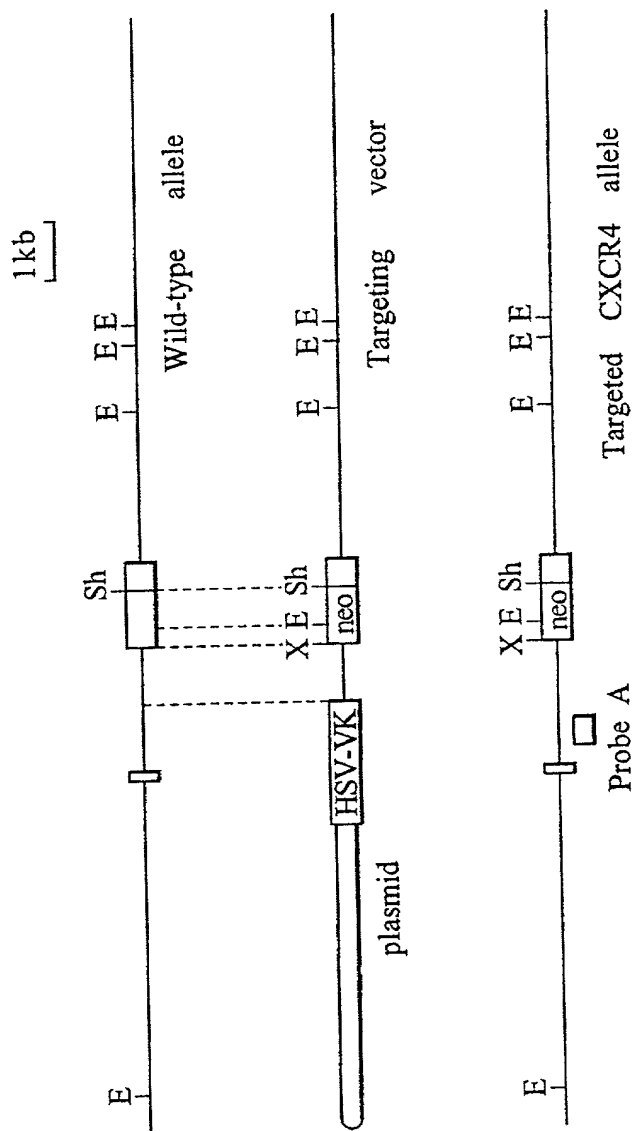 1kb
E Sh E E E
Wild-type allele
X E Sh E E E
HSV-VK neo
plasmid Targeting vector
E X E Sh E E E
neo
Probe A Targeted CXCR4 allele